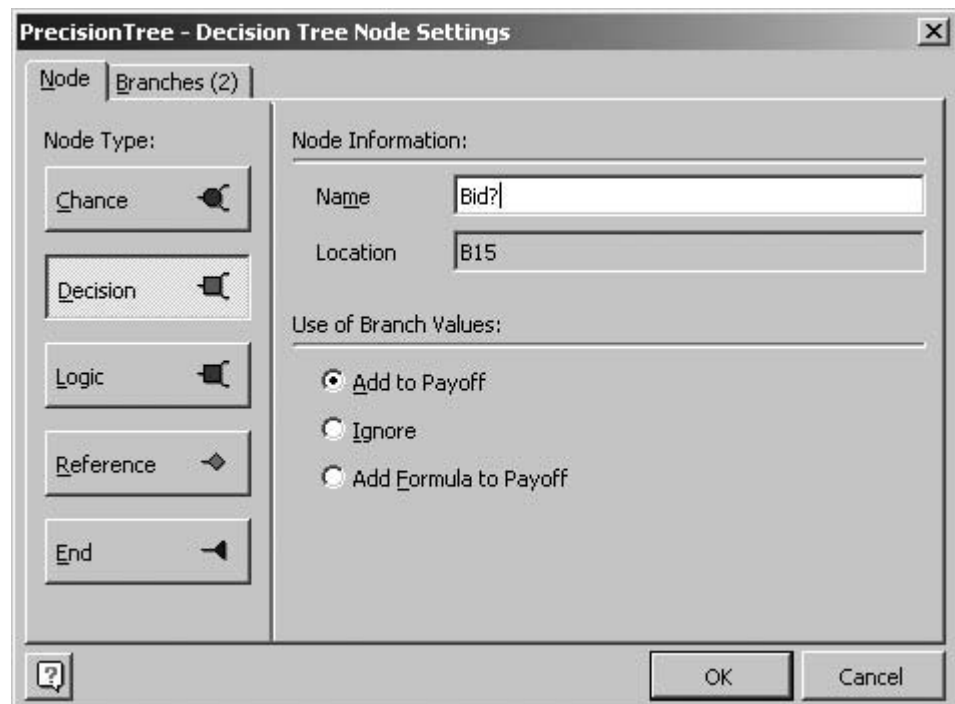 PrecisionTree - Decision Tree Node Settings
Node
Branches (2)
Node Type:
Chance
Decision
Logic
Reference
End
Node Information:
Name
Bid?
Location
B15
Use of Branch Values:
Add to Payoff
Ignore
Add Formula to Payoff
?
OK
Cancel